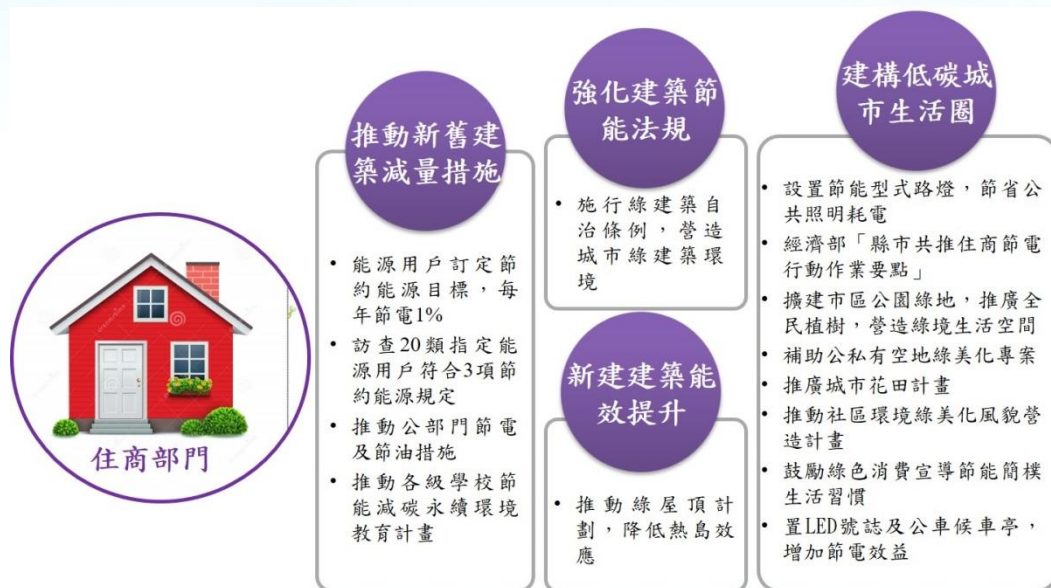 住商部門
推動新舊建
築減量措施
• 能源用戶訂定節
約能源目標，每
年節電1%
• 訪查20類指定能
源用戶符合3項節
約能源規定
• 推動公部門節電
及節油措施
• 推動各級學校節
能減碳永續環境
教育計畫
強化建築節
能法規
• 施行綠建築自
治條例，營造
城市綠建築環
境
新建建築能
效提升
• 推動綠屋頂計
劃，降低熱島效
應
建構低碳城
市生活圈
• 設置節能型式路燈，節省公
共照明耗電
• 經濟部「縣市共推住商節電
行動作業要點」
• 擴建市區公園綠地，推廣全
民植樹，營造綠境生活空間
• 補助公私有空地綠美化專案
• 推廣城市花田計畫
• 推動社區環境綠美化風貌營
造計畫
• 鼓勵綠色消費宣導節能簡樸
生活習慣
• 置LED號誌及公車候車亭，
增加節電效益